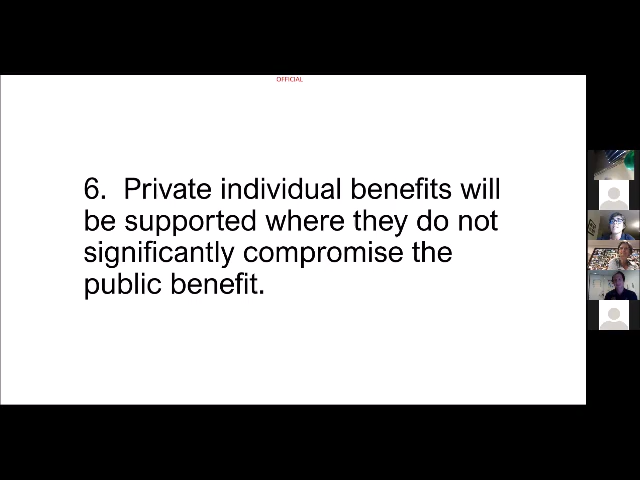 OFFICIAL
6.  Private individual benefits will
be supported where they do not
significantly compromise the
public benefit.